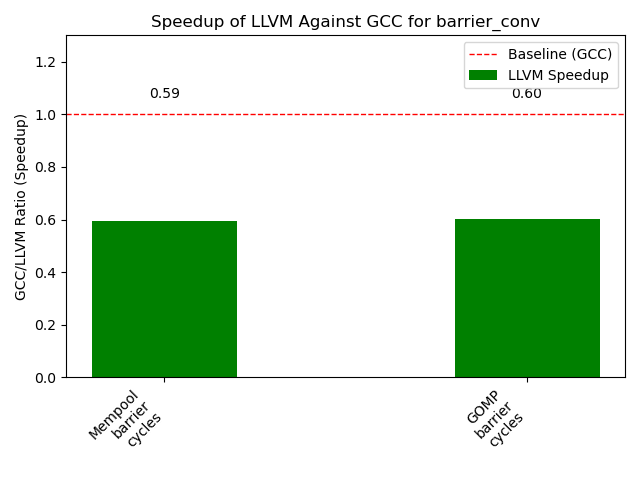 Speedup of LLVM Against GCC for barrier_conv
GCC/LLVM Ratio (Speedup)
1.2
1.0
0.8
0.6
0.4
0.2
0.0
Baseline (GCC)
LLVM Speedup
0.59
0.60
Mempool
barrier
cycles
GOMP
barrier
cycles